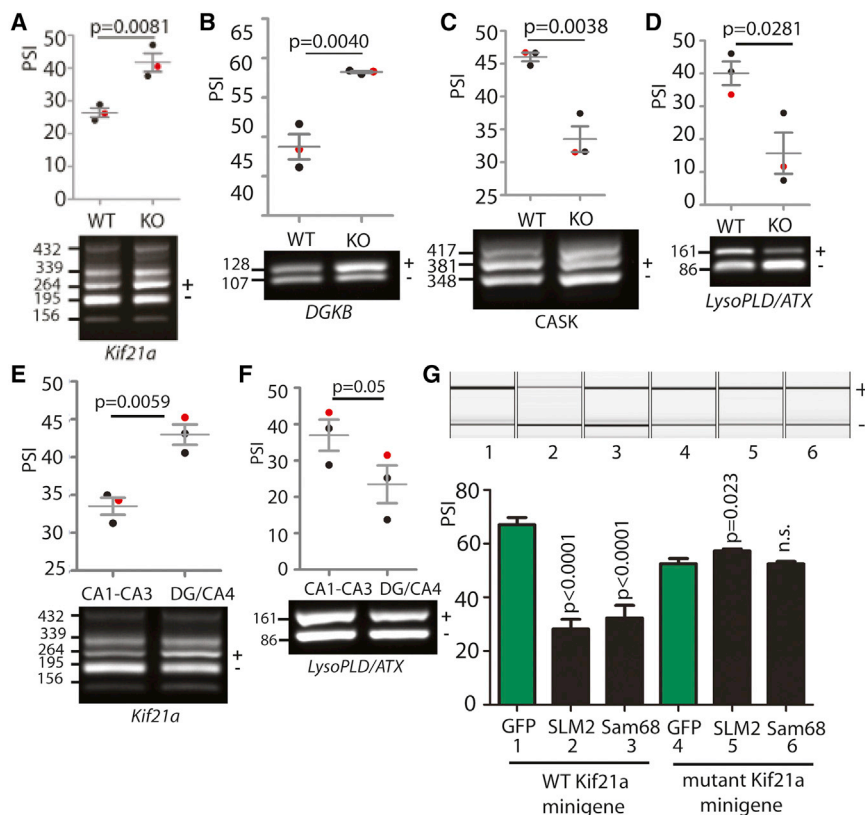 A
p=0.0081
PSI
50
40
30
20
10
0
WT KO
432
339
264 +
195 -
156
Kif21a
B
p=0.0040
PSI
68
60
58
50
48
40
WT KO
128 +
107 -
DGKB
C
p=0.0038
PSI
50
45
40
35
30
25
WT KO
417
381 +
348 -
CASK
D
p=0.0281
PSI
50
40
30
20
10
0
WT KO
161 +
86 -
LysoPLD/ATX
E
p=0.0059
PSI
50
45
40
35
30
25
CA1-CA3 DG/CA4
432
339
264 +
195 -
156
Kif21a
F
p=0.05
PSI
50
40
30
20
10
0
CA1-CA3 DG/CA4
161 +
86 -
LysoPLD/ATX
G
+
-
1 2 3 4 5 6
PSI
80
60
40
20
0
p<0.0001
p<0.0001
p=0.023
n.s.
GFP SLM2 Sam68 GFP SLM2 Sam68
1 2 3 4 5 6
WT Kif21a
minigene
mutant Kif21a
minigene